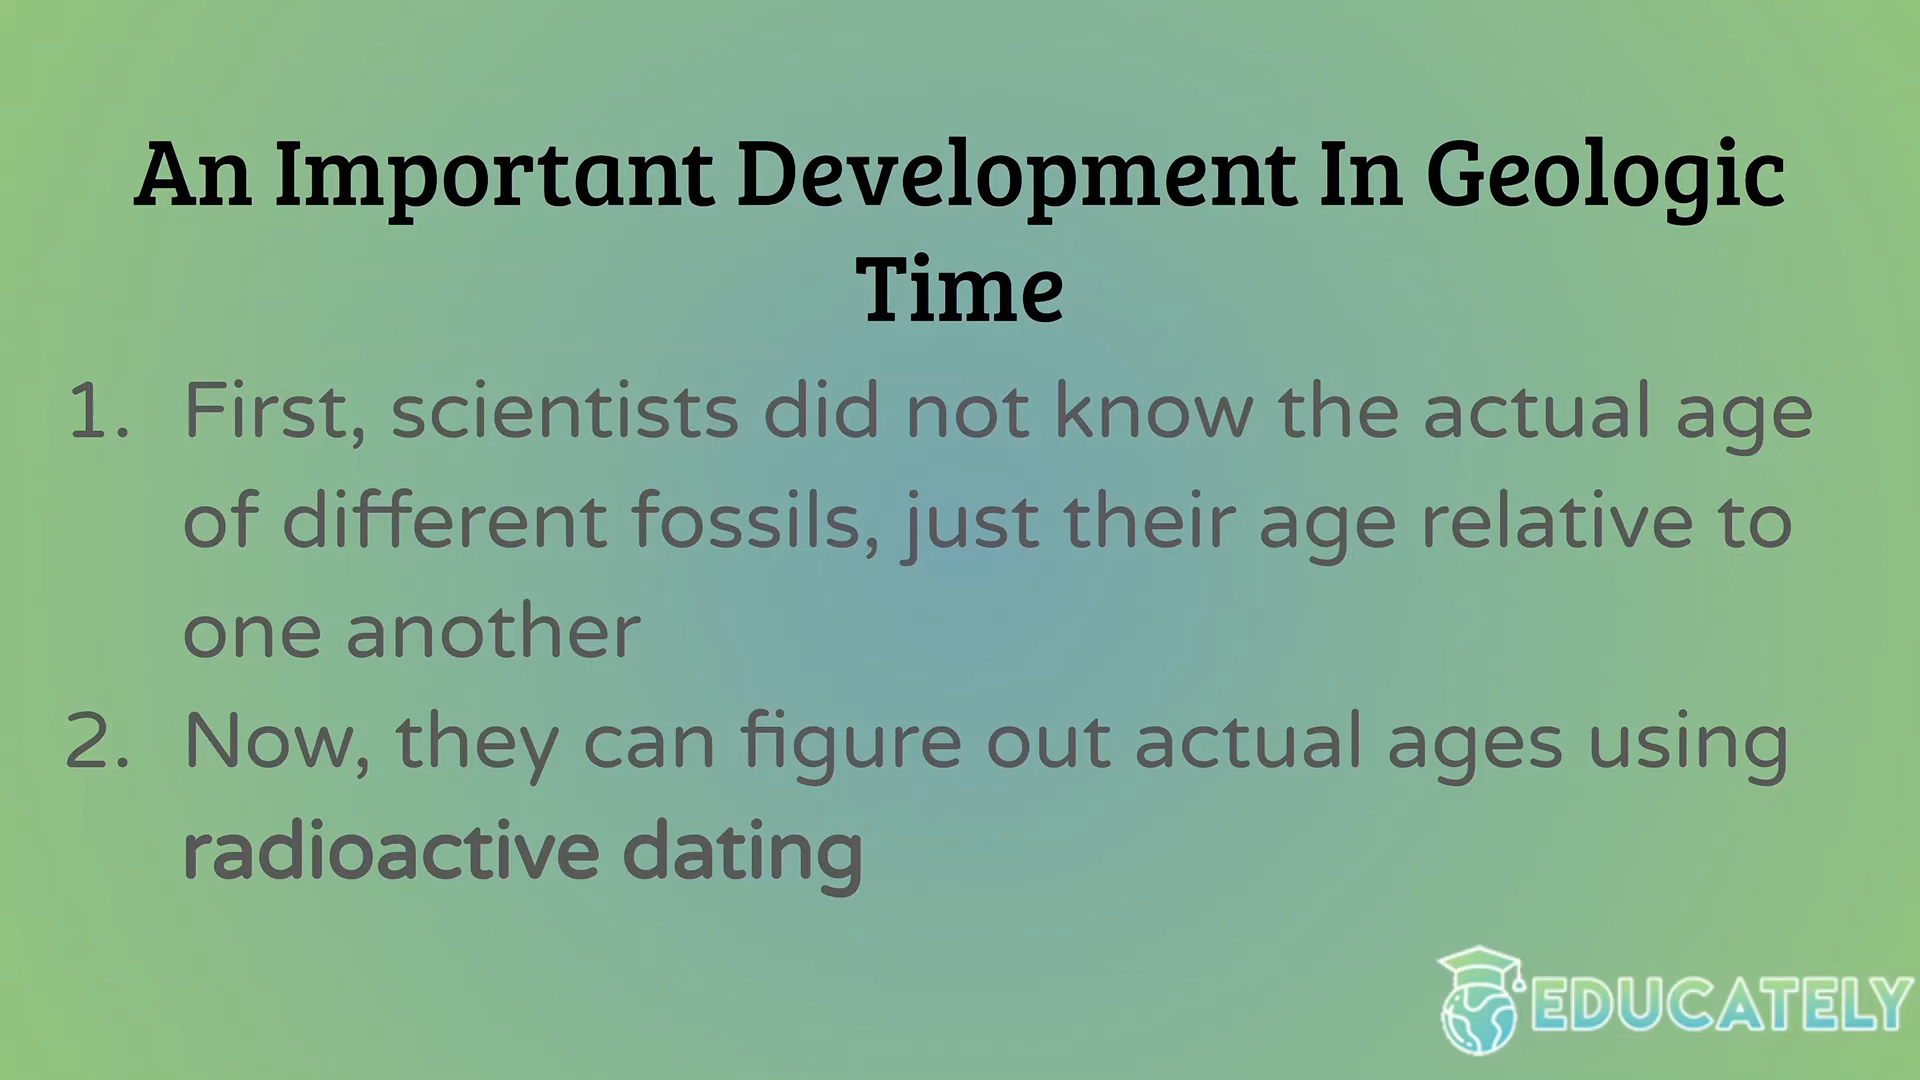 An Important Development In Geologic
Time
1. First, scientists did not know the actual age
of different fossils, just their age relative to
one another
2. Now, they can figure out actual ages using
radioactive dating
EDUCATELY